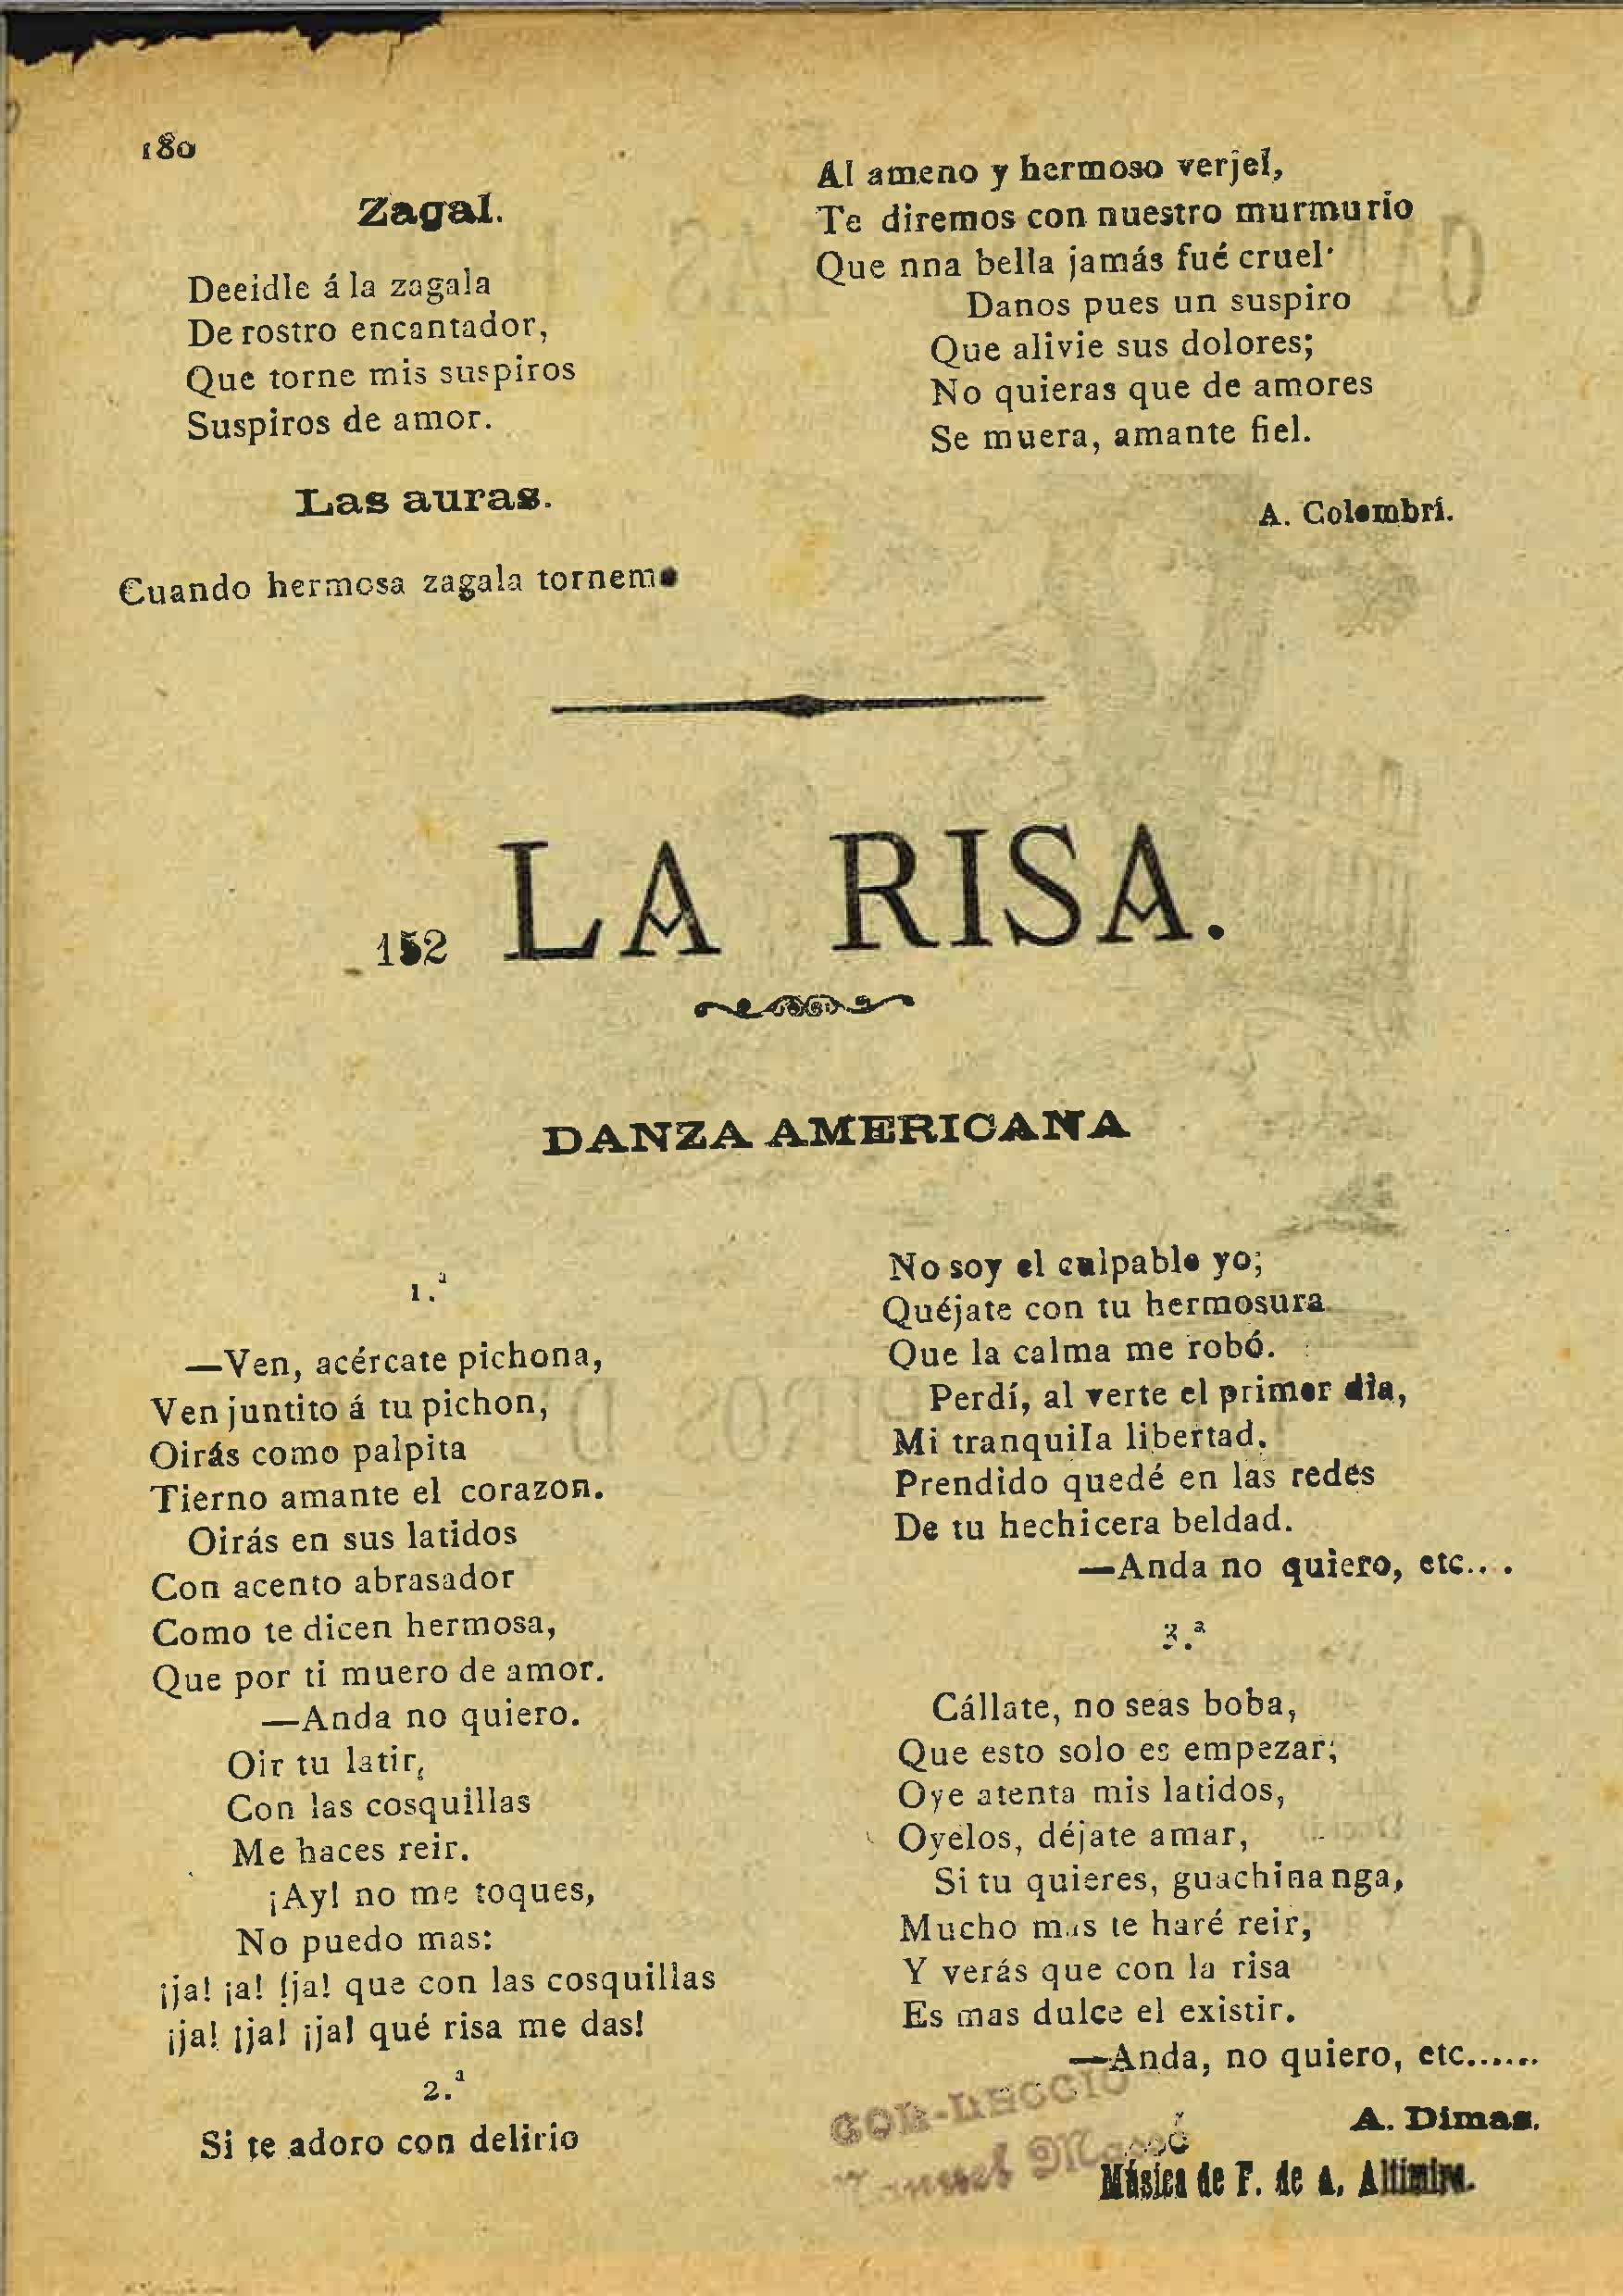 180
Zagal.
Deeidle á la zagala
De rostro encantador,
Que torne mis suspiros
Suspiros de amor.
Las auras.
Cuando hermosa zagala tornemo
Al ameno y hermoso verjel,
Te diremos con nuestro murmurio
Que nna bella jamás fué cruel·
Danos pues un suspiro
Que alivie sus dolores;
No quieras que de amores
Se muera, amante fiel.
A. Colombrí.
152 LA RISA.
DANZA AMERICANA
1.ª
—Ven, acércate pichona,
Ven juntito á tu pichon,
Oirás como palpita
Tierno amante el corazon.
Oirás en sus latidos
Con acento abrasador
Como te dicen hermosa,
Que por ti muero de amor.
—Anda no quiero.
Oir tu latir,
Con las cosquillas
Me haces reir.
¡Ay! no me toques,
No puedo mas:
¡ja! ¡a! ¡ja! que con las cosquillas
¡ja! ¡ja! ¡ja! qué risa me das!
2.ª
Si te adoro con delirio
No soy el culpable yo;
Quéjate con tu hermosura
Que la calma me robó.
Perdí, al verte el primer dia,
Mi tranquila libertad,
Prendido quedé en las redes
De tu hechicera beldad.
—Anda no quiero, etc....
3.ª
Cállate, no seas boba,
Que esto solo es empezar;
Oye atenta mis latidos,
Oyelos, déjate amar,
Si tu quieres, guachinanga,
Mucho mas te haré reir,
Y verás que con la risa
Es mas dulce el existir.
—Anda, no quiero, etc......
A. Dimas.
COL-LECCIÓ
Música de F. de A. Altimira.